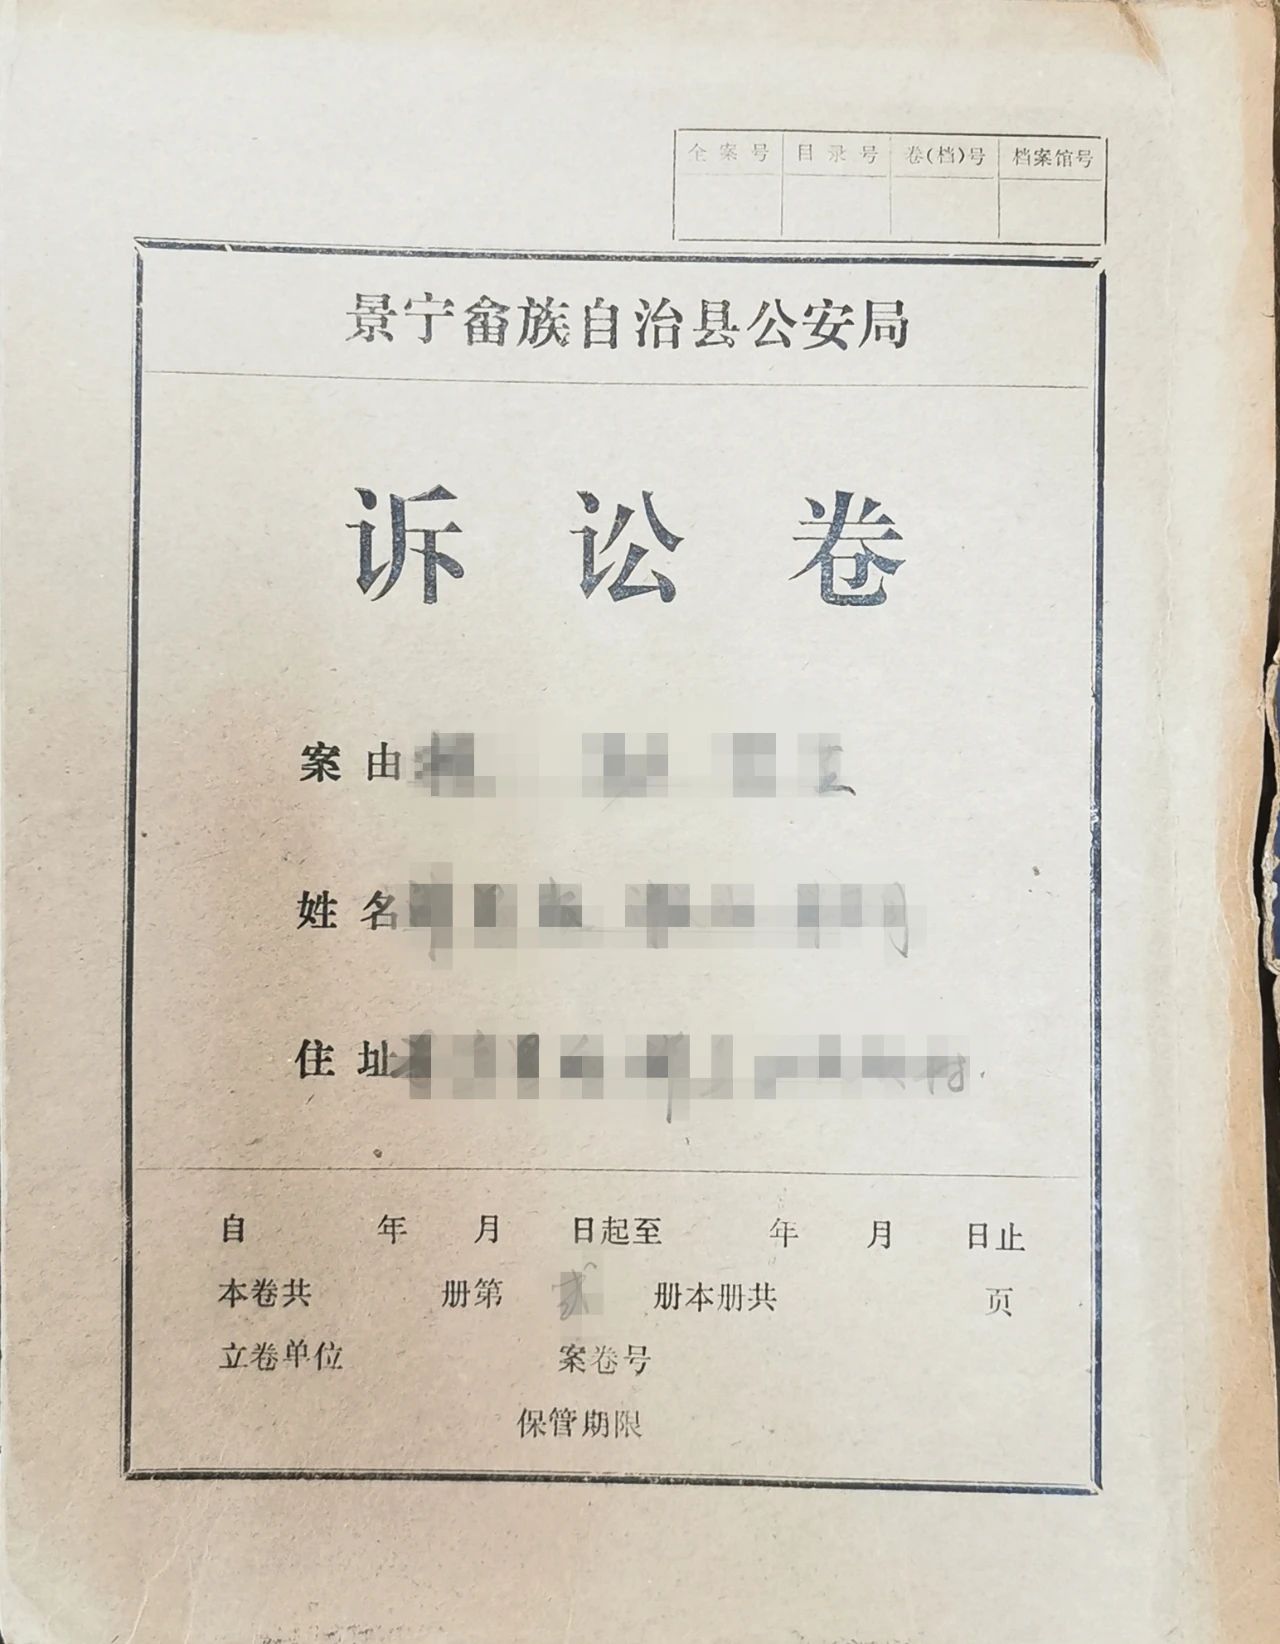 全案号 目录号 卷(档)号 档案馆号
景宁畲族自治县公安局
诉讼卷
案由
姓名
住址
自 年 月 日起至 年 月 日止
本卷共 册第 贰 册本册共 页
立卷单位 案卷号
保管期限